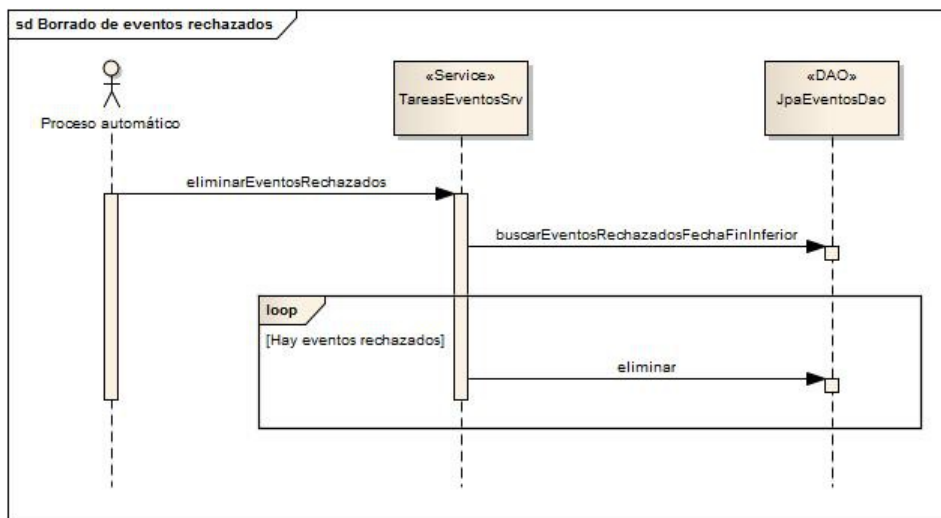 sd Borrado de eventos rechazados
«Service»
TareasEventosSrv
«DAO»
JpaEventosDao
Proceso automático
eliminarEventosRechazados
buscarEventosRechazadosFechaFinInferior
loop
[Hay eventos rechazados]
eliminar